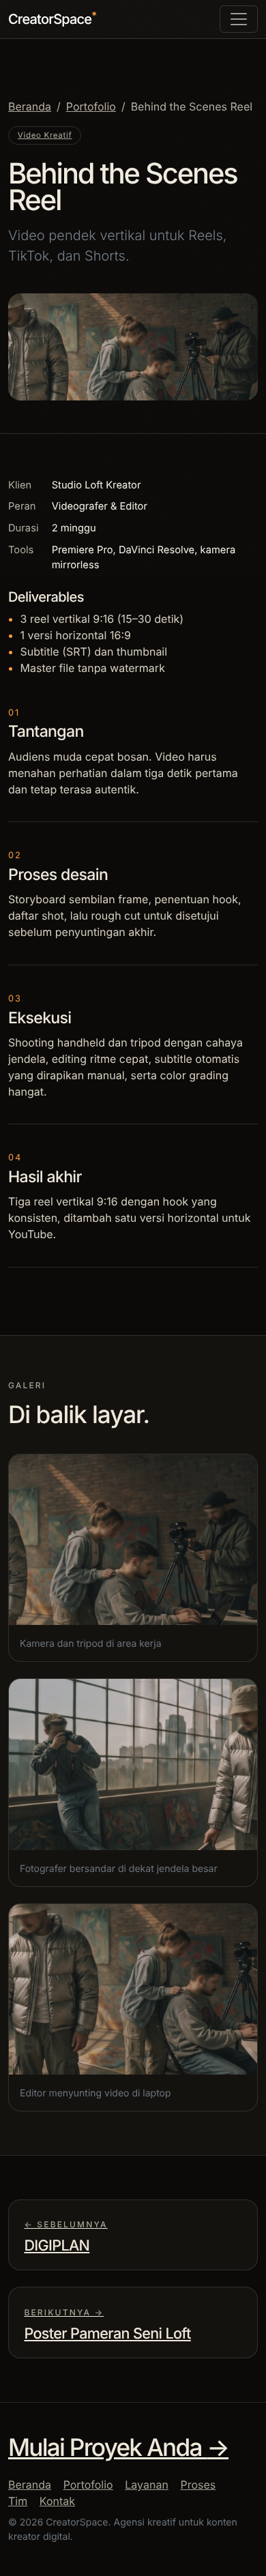 CreatorSpace*
Beranda / Portofolio / Behind the Scenes Reel
Video Kreatif
Behind the Scenes
Reel
Video pendek vertikal untuk Reels,
TikTok, dan Shorts.
Klien Studio Loft Kreator
Peran Videografer & Editor
Durasi 2 minggu
Tools Premiere Pro, DaVinci Resolve, kamera
mirrorless
Deliverables
• 3 reel vertikal 9:16 (15–30 detik)
• 1 versi horizontal 16:9
• Subtitle (SRT) dan thumbnail
• Master file tanpa watermark
01
Tantangan
Audiens muda cepat bosan. Video harus
menahan perhatian dalam tiga detik pertama
dan tetap terasa autentik.
02
Proses desain
Storyboard sembilan frame, penentuan hook,
daftar shot, lalu rough cut untuk disetujui
sebelum penyuntingan akhir.
03
Eksekusi
Shooting handheld dan tripod dengan cahaya
jendela, editing ritme cepat, subtitle otomatis
yang dirapikan manual, serta color grading
hangat.
04
Hasil akhir
Tiga reel vertikal 9:16 dengan hook yang
konsisten, ditambah satu versi horizontal untuk
YouTube.
GALERI
Di balik layar.
Kamera dan tripod di area kerja
Fotografer bersandar di dekat jendela besar
Editor menyunting video di laptop
← SEBELUMNYA
DIGIPLAN
BERIKUTNYA →
Poster Pameran Seni Loft
Mulai Proyek Anda →
Beranda Portofolio Layanan Proses
Tim Kontak
© 2026 CreatorSpace. Agensi kreatif untuk konten
kreator digital.